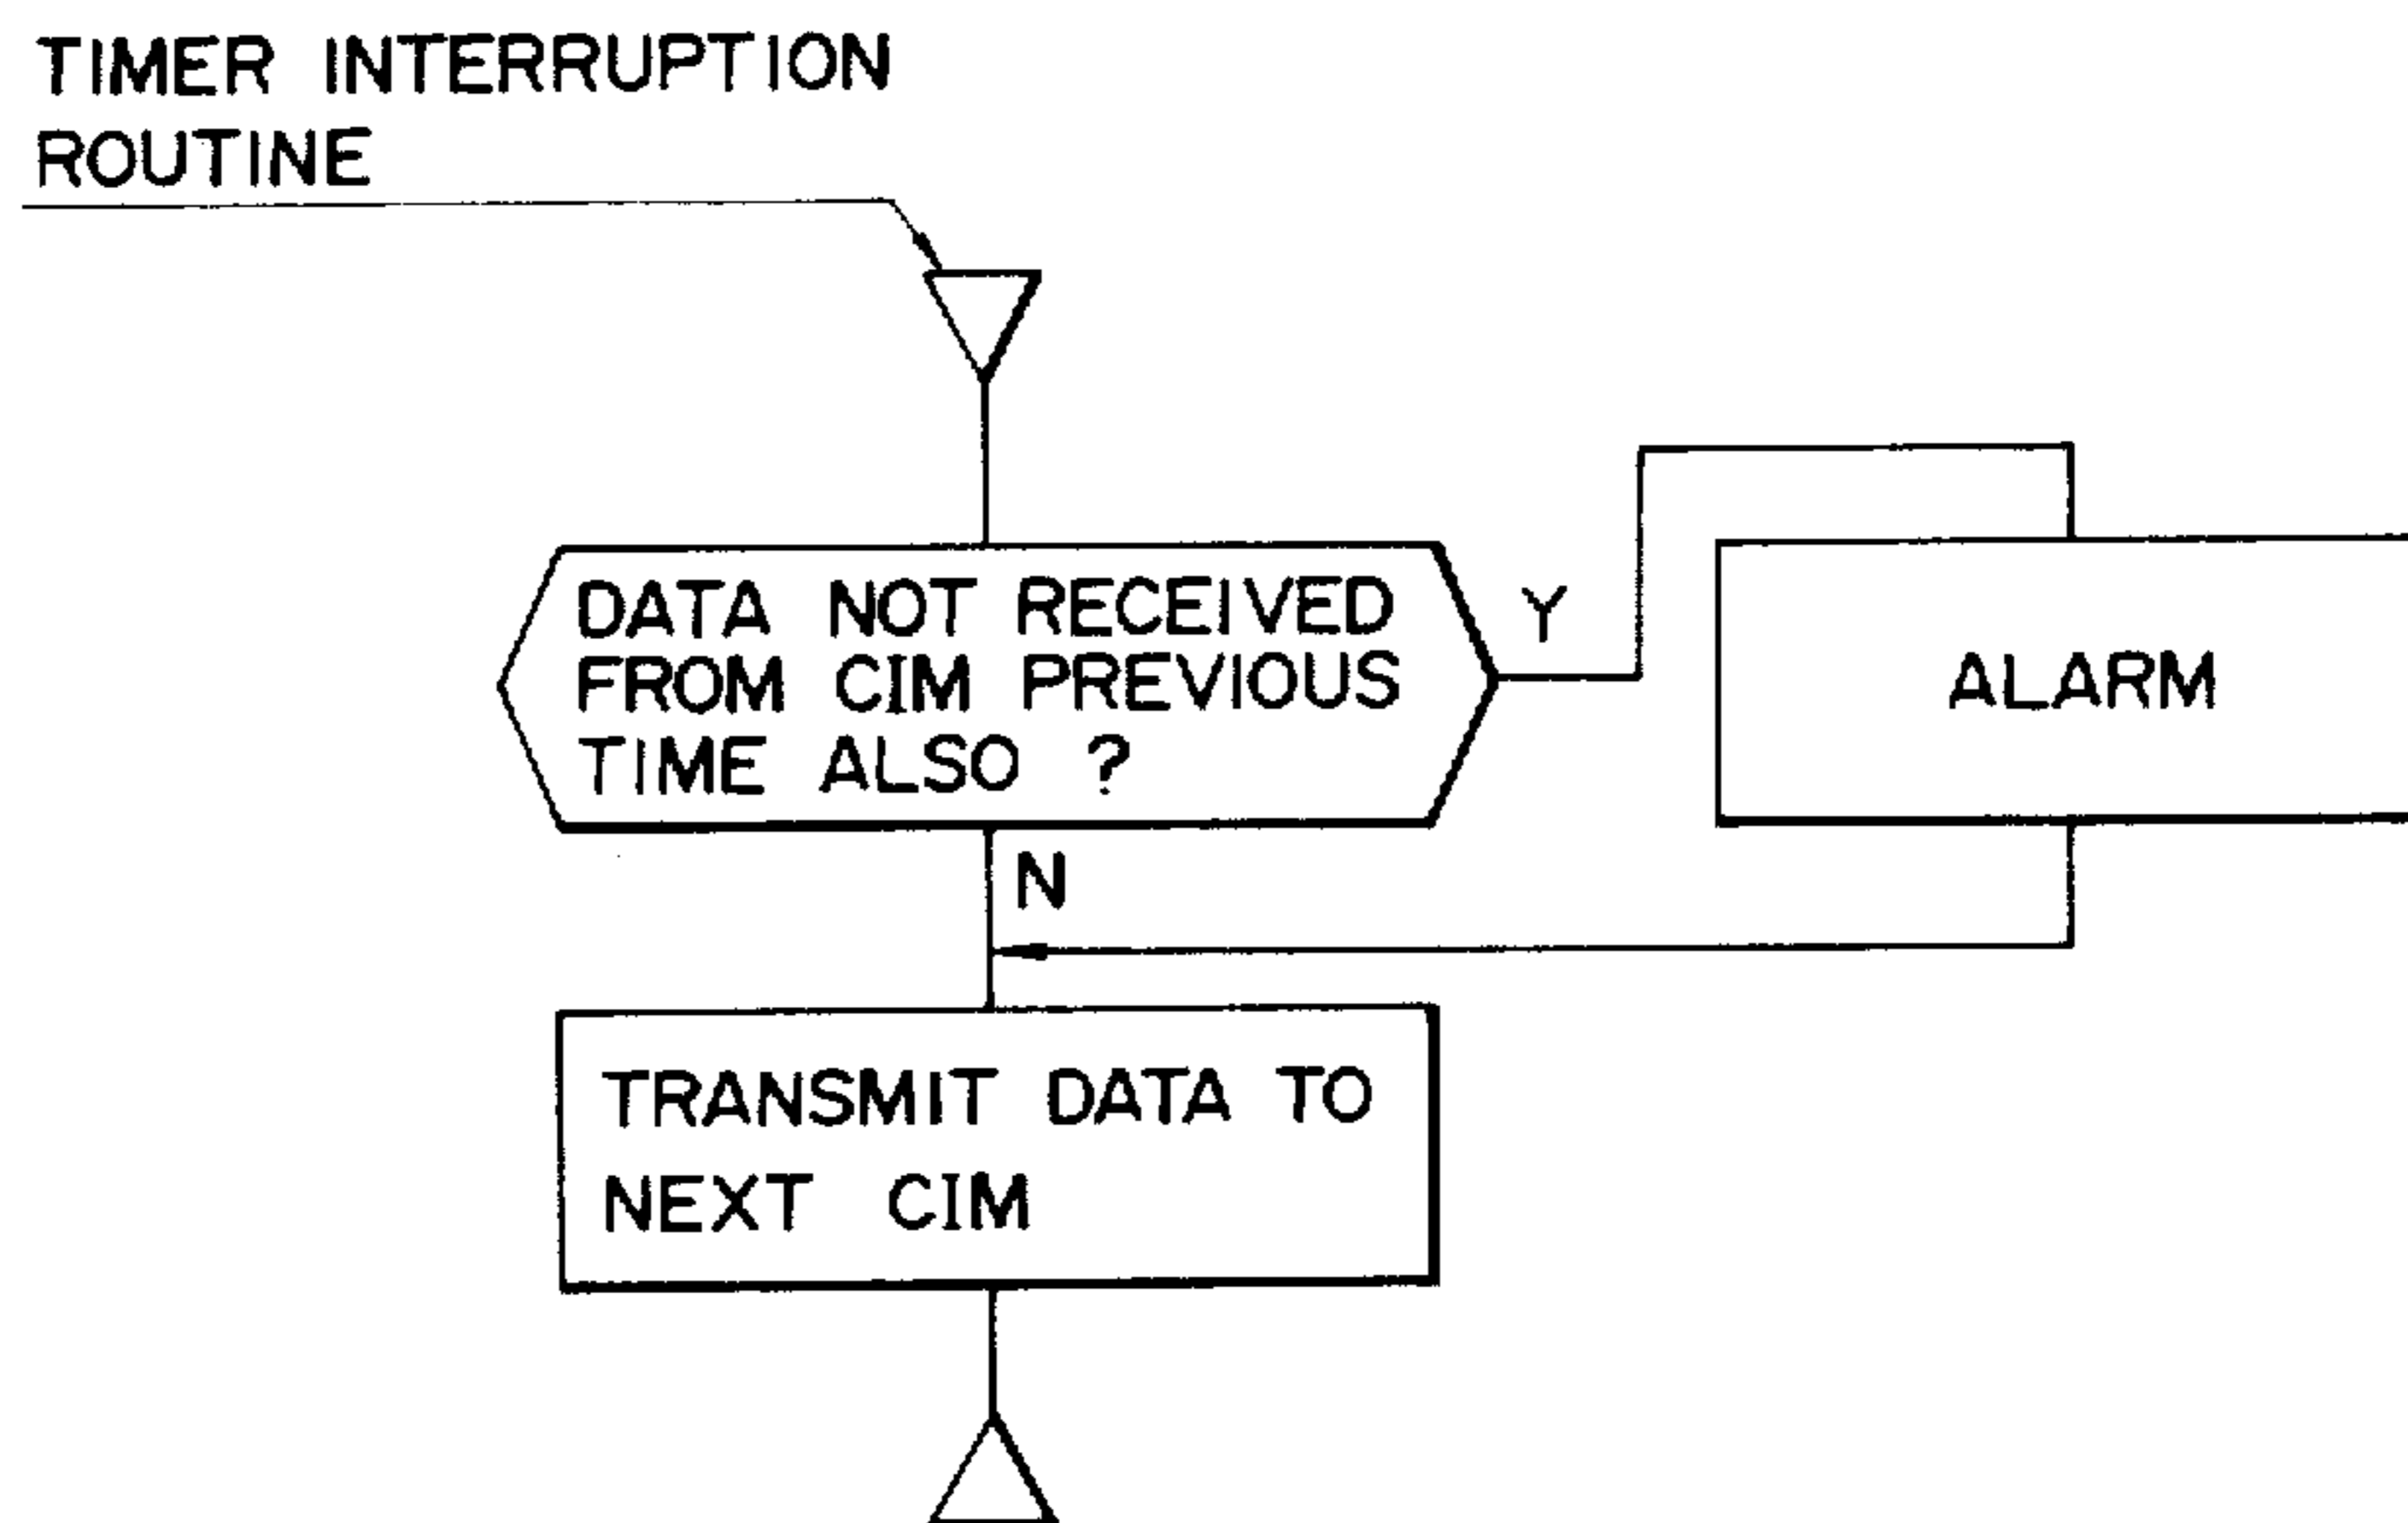 TIMER INTERRUPTION
ROUTINE
DATA NOT RECEIVED
FROM CIM PREVIOUS
TIME ALSO ?
Y
ALARM
N
TRANSMIT DATA TO
NEXT CIM